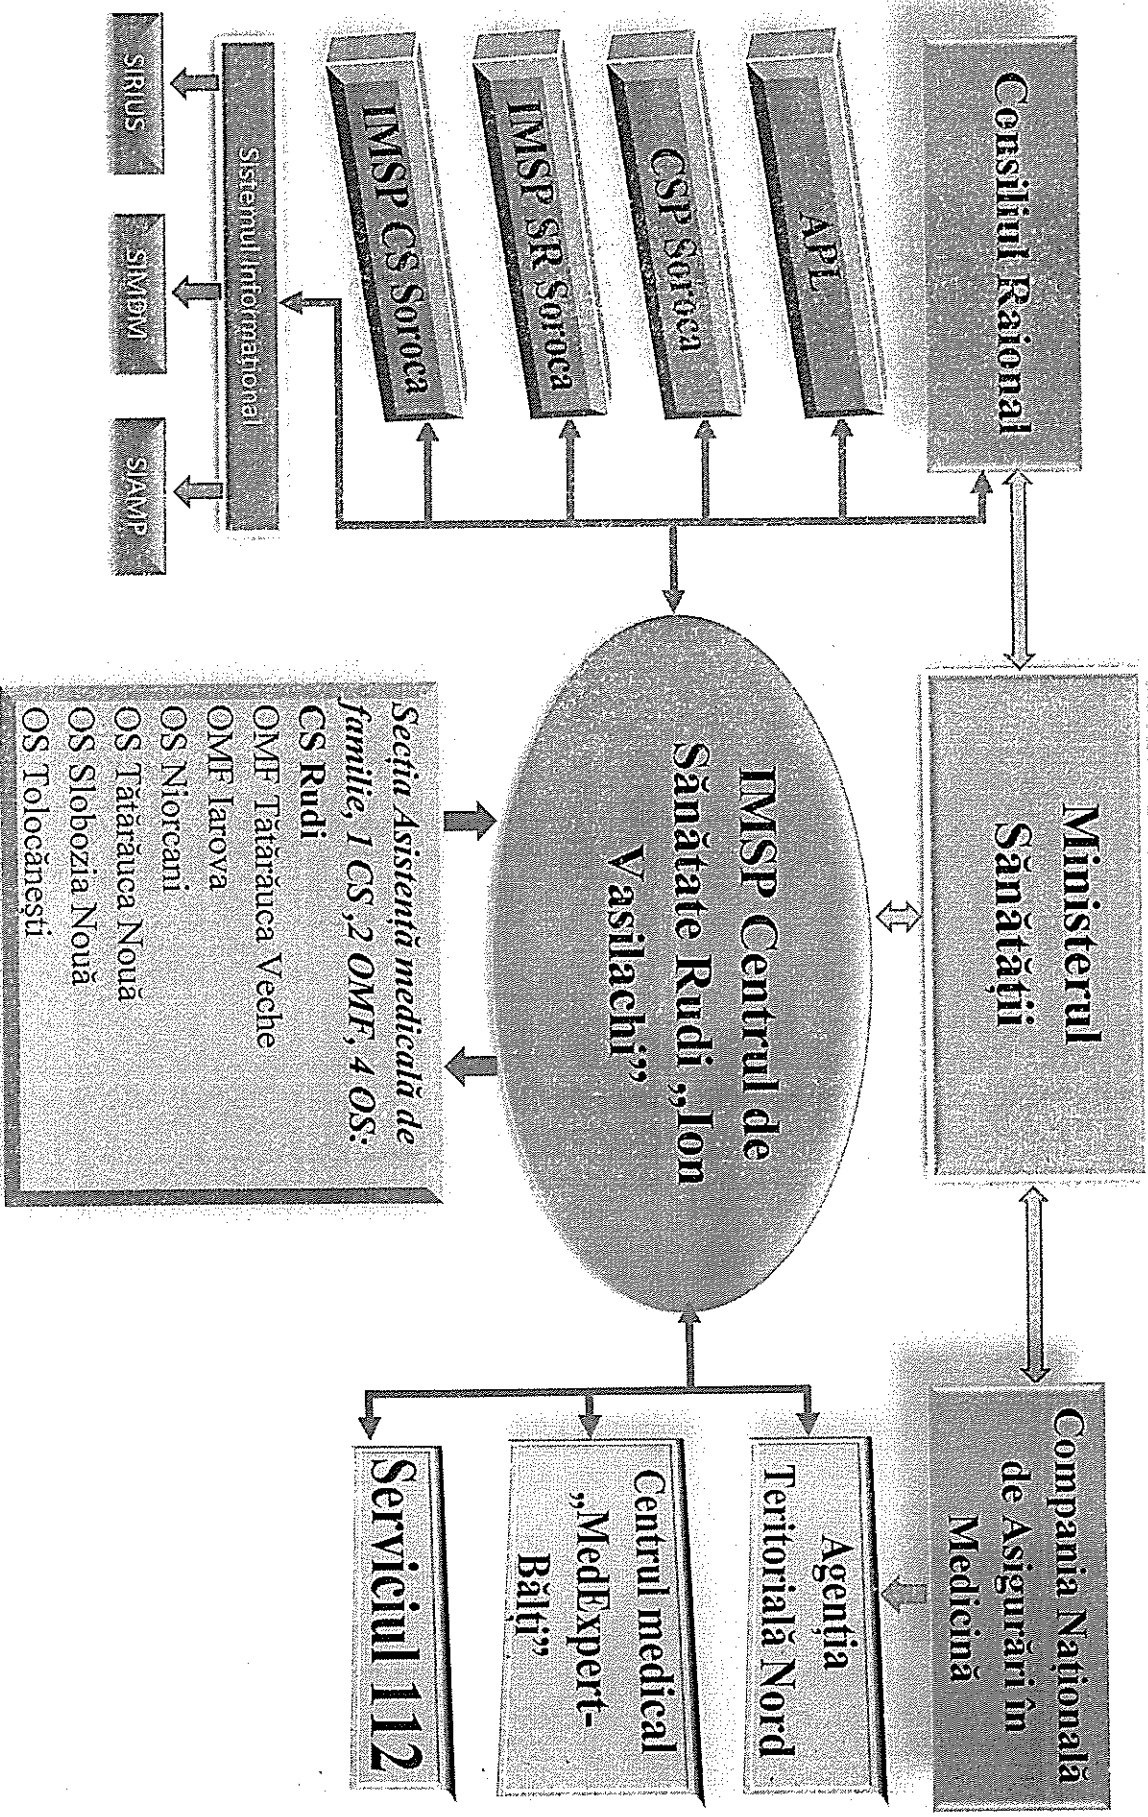 Consiliul Raional
Ministerul
Sănătății
Compania Națională
de Asigurări în
Medicină
APL
CSP Soroca
IMSP SR Soroca
IMSP CS Soroca
Sistemul Informațional
SIRUS
SIMDM
SIAMP
IMSP Centrul de
Sănătate Rudi „Ion
Vasilachi”
Secția Asistență medicală de
familie, 1 CS ,2 OMF, 4 OS:
CS Rudi
OMF Tătărăuca Veche
OMF Iarova
OS Niorcani
OS Tătărăuca Nouă
OS Slobozia Nouă
OS Tolocănești
Agenția
Teritorială Nord
Centrul medical
„MedExpert-
Bălți”
Serviciul 112